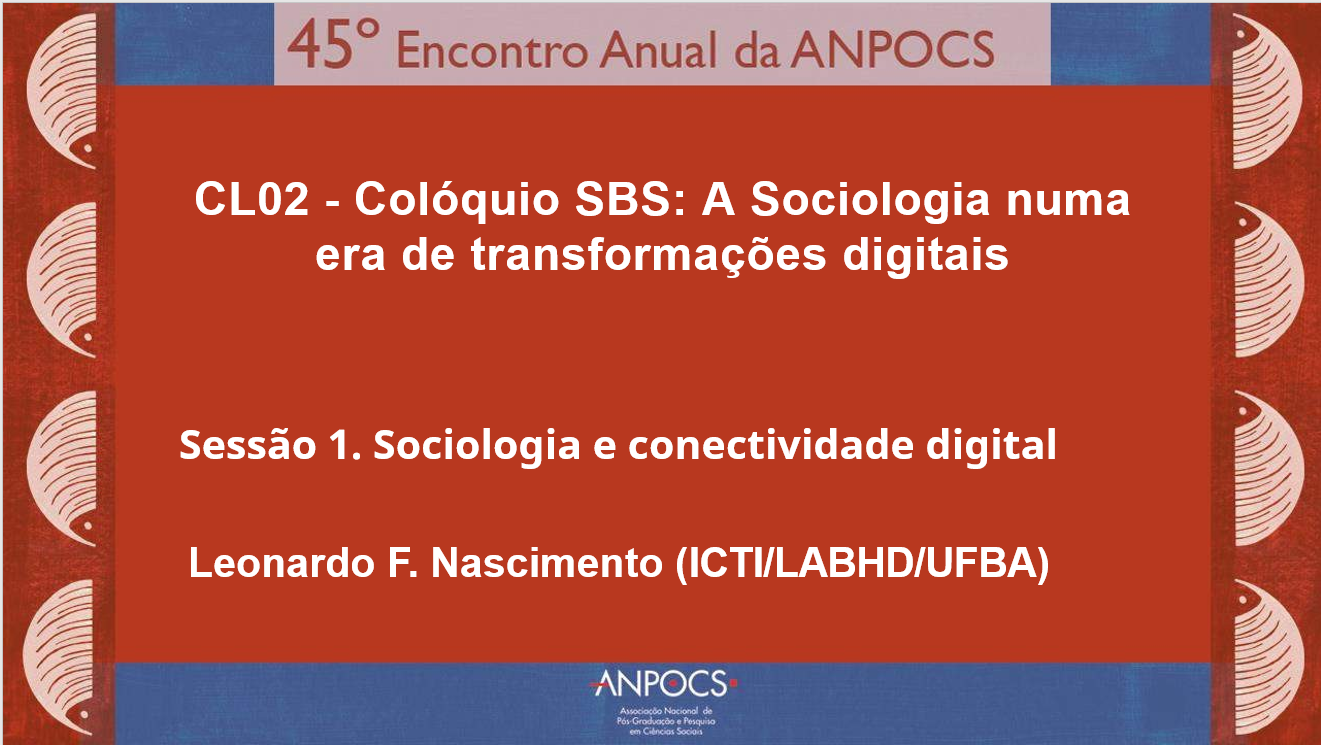 45º Encontro Anual da ANPOCS
CL02 - Colóquio SBS: A Sociologia numa
era de transformações digitais
Sessão 1. Sociologia e conectividade digital
Leonardo F. Nascimento (ICTI/LABHD/UFBA)
ANPOCS
Associação Nacional de
Pós-Graduação e Pesquisa
em Ciências Sociais